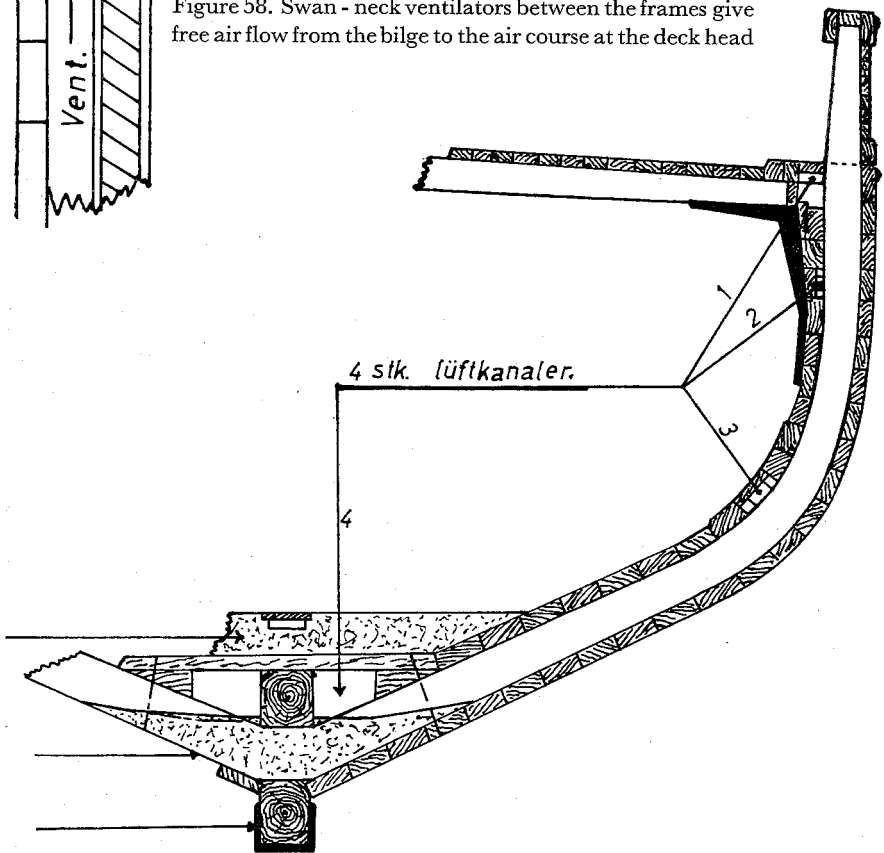 Figure 58. Swan - neck ventilators between the frames give
free air flow from the bilge to the air course at the deck head
Vent.
1
2
4 stk. lüftkanaler.
3
4